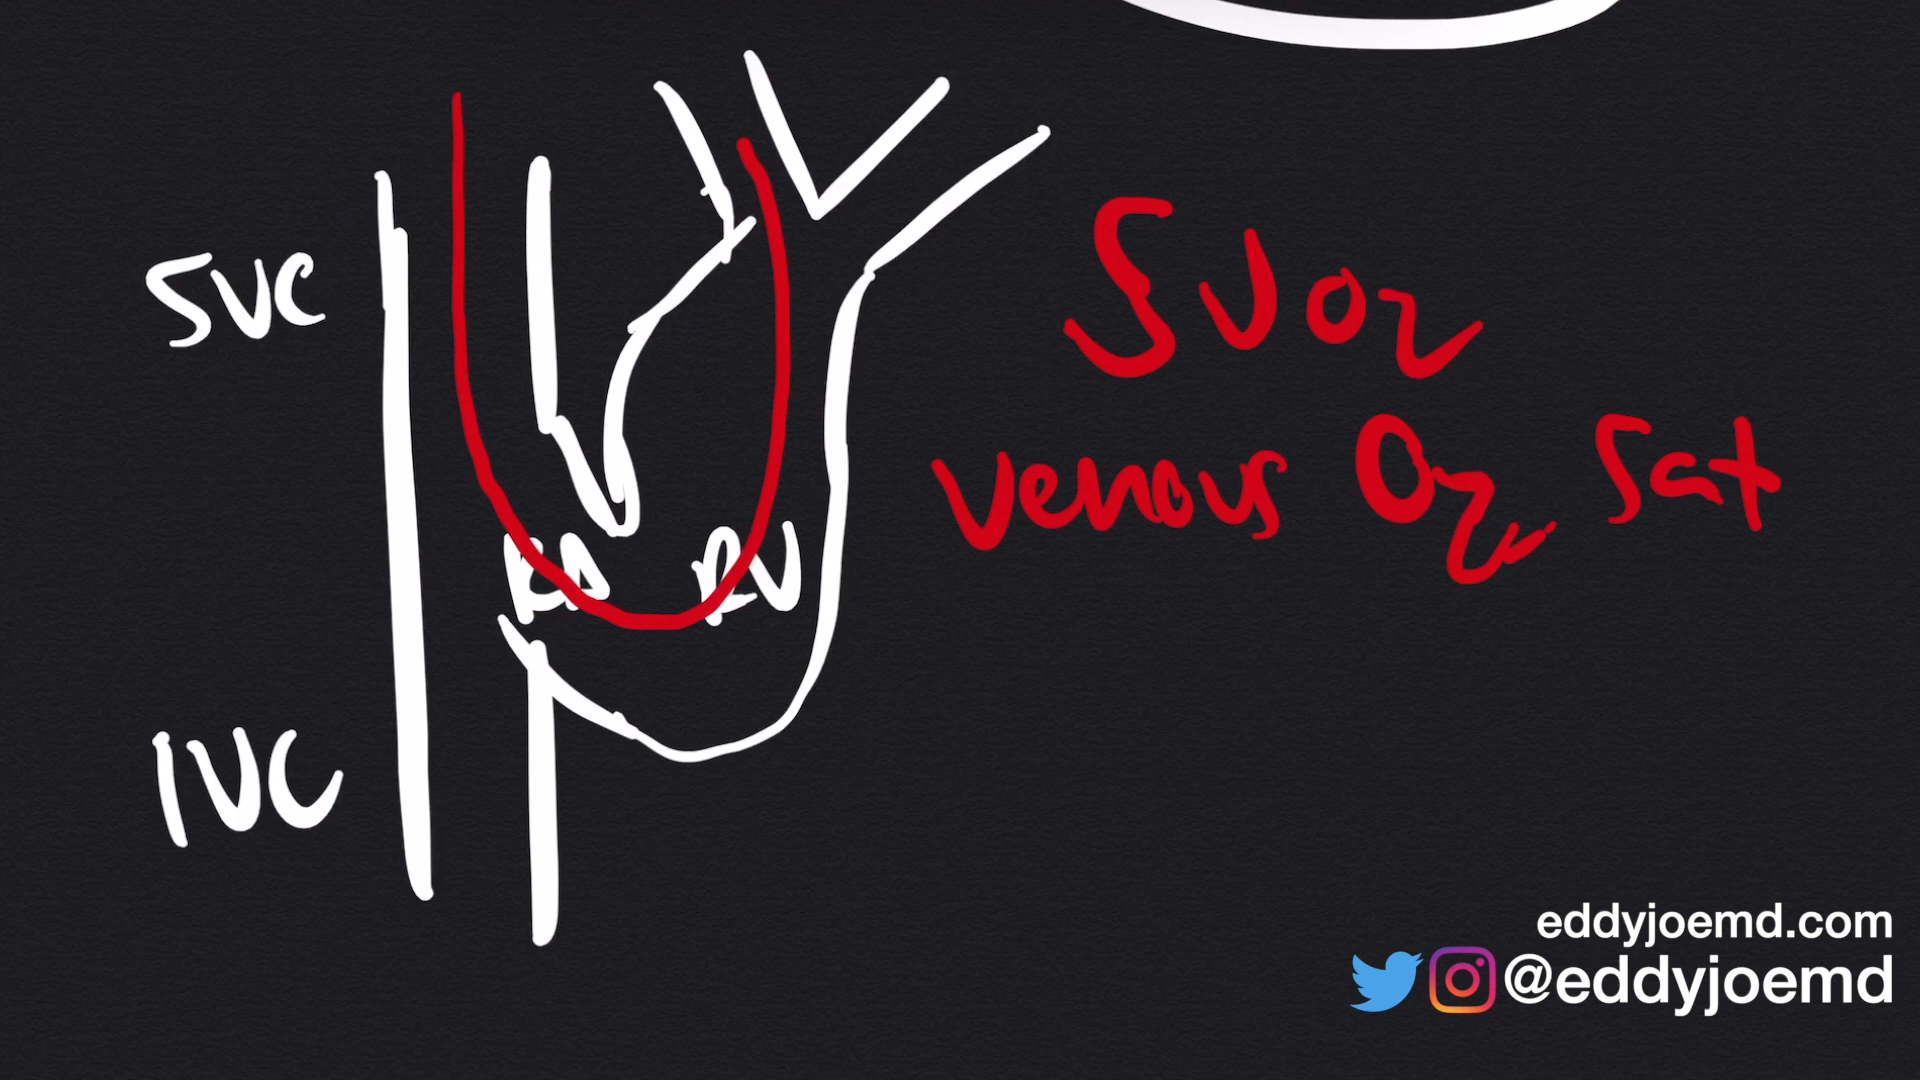 SVC
SVO2
venous O2 Sat
RA RV
IVC
eddyjoemd.com
@eddyjoemd